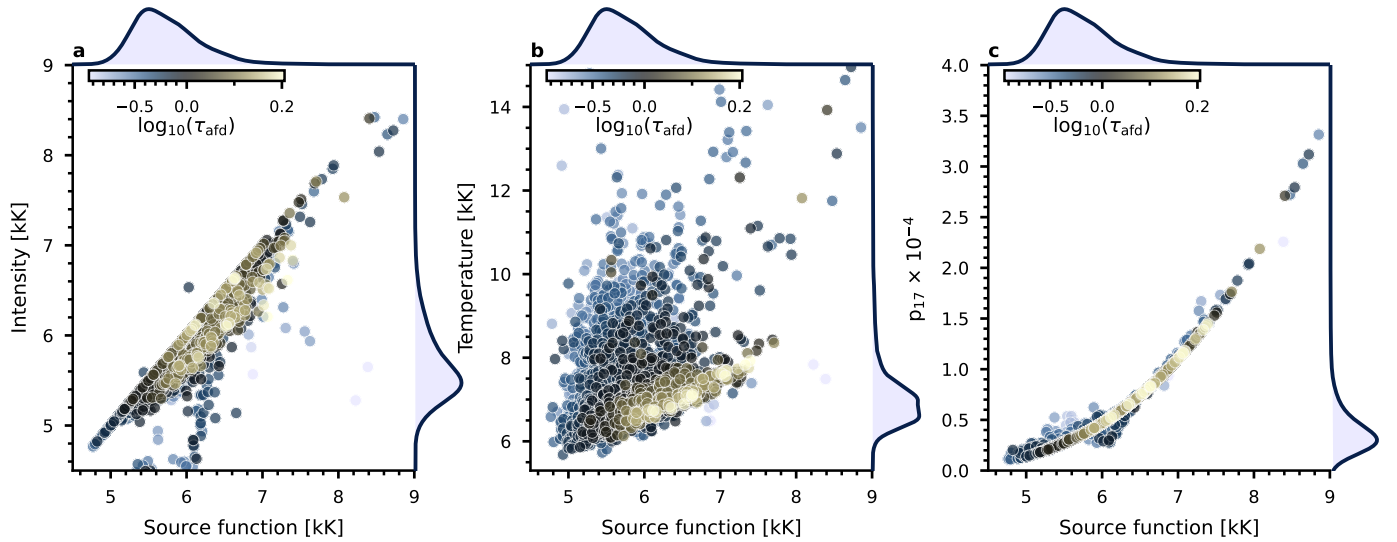 a
b
c
−0.5 0.0 0.2
log10(τafd)
−0.5 0.0 0.2
log10(τafd)
−0.5 0.0 0.2
log10(τafd)
9
8
7
6
5
Intensity [kK]
5 6 7 8 9
Source function [kK]
14
12
10
8
6
Temperature [kK]
5 6 7 8 9
Source function [kK]
4.0
3.5
3.0
2.5
2.0
1.5
1.0
0.5
0.0
p17 × 10−4
5 6 7 8 9
Source function [kK]